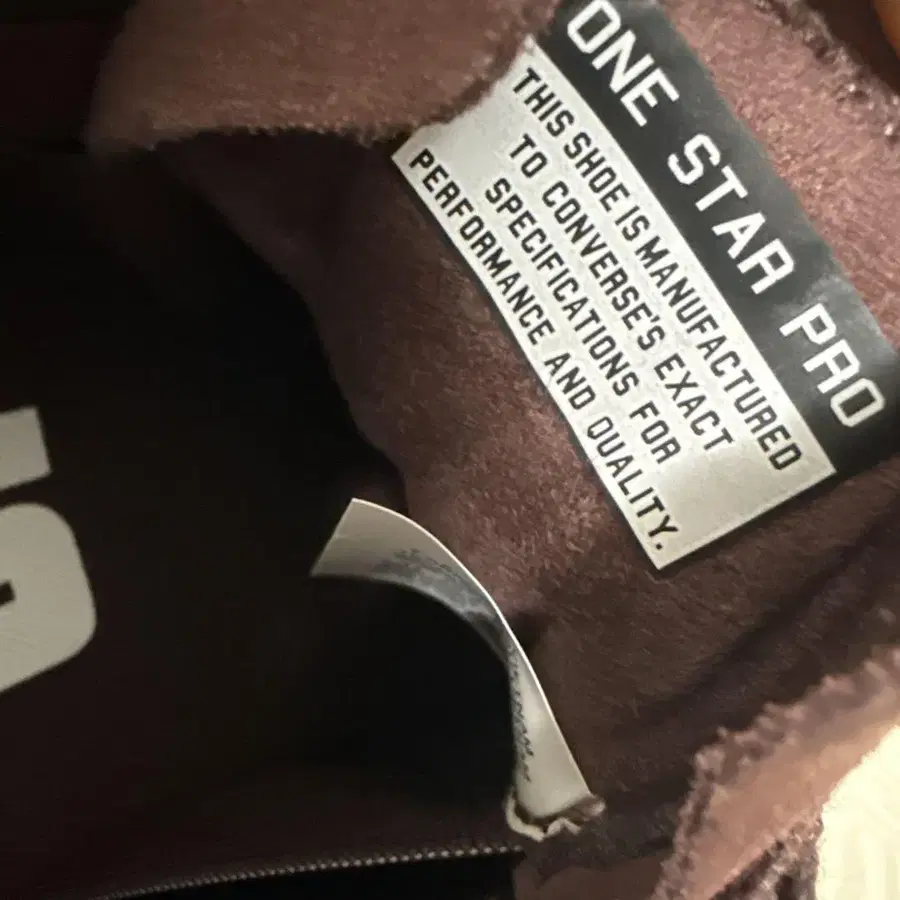 ONE STAR PRO
THIS SHOE IS MANUFACTURED
TO CONVERSE'S EXACT
SPECIFICATIONS FOR
PERFORMANCE AND QUALITY.